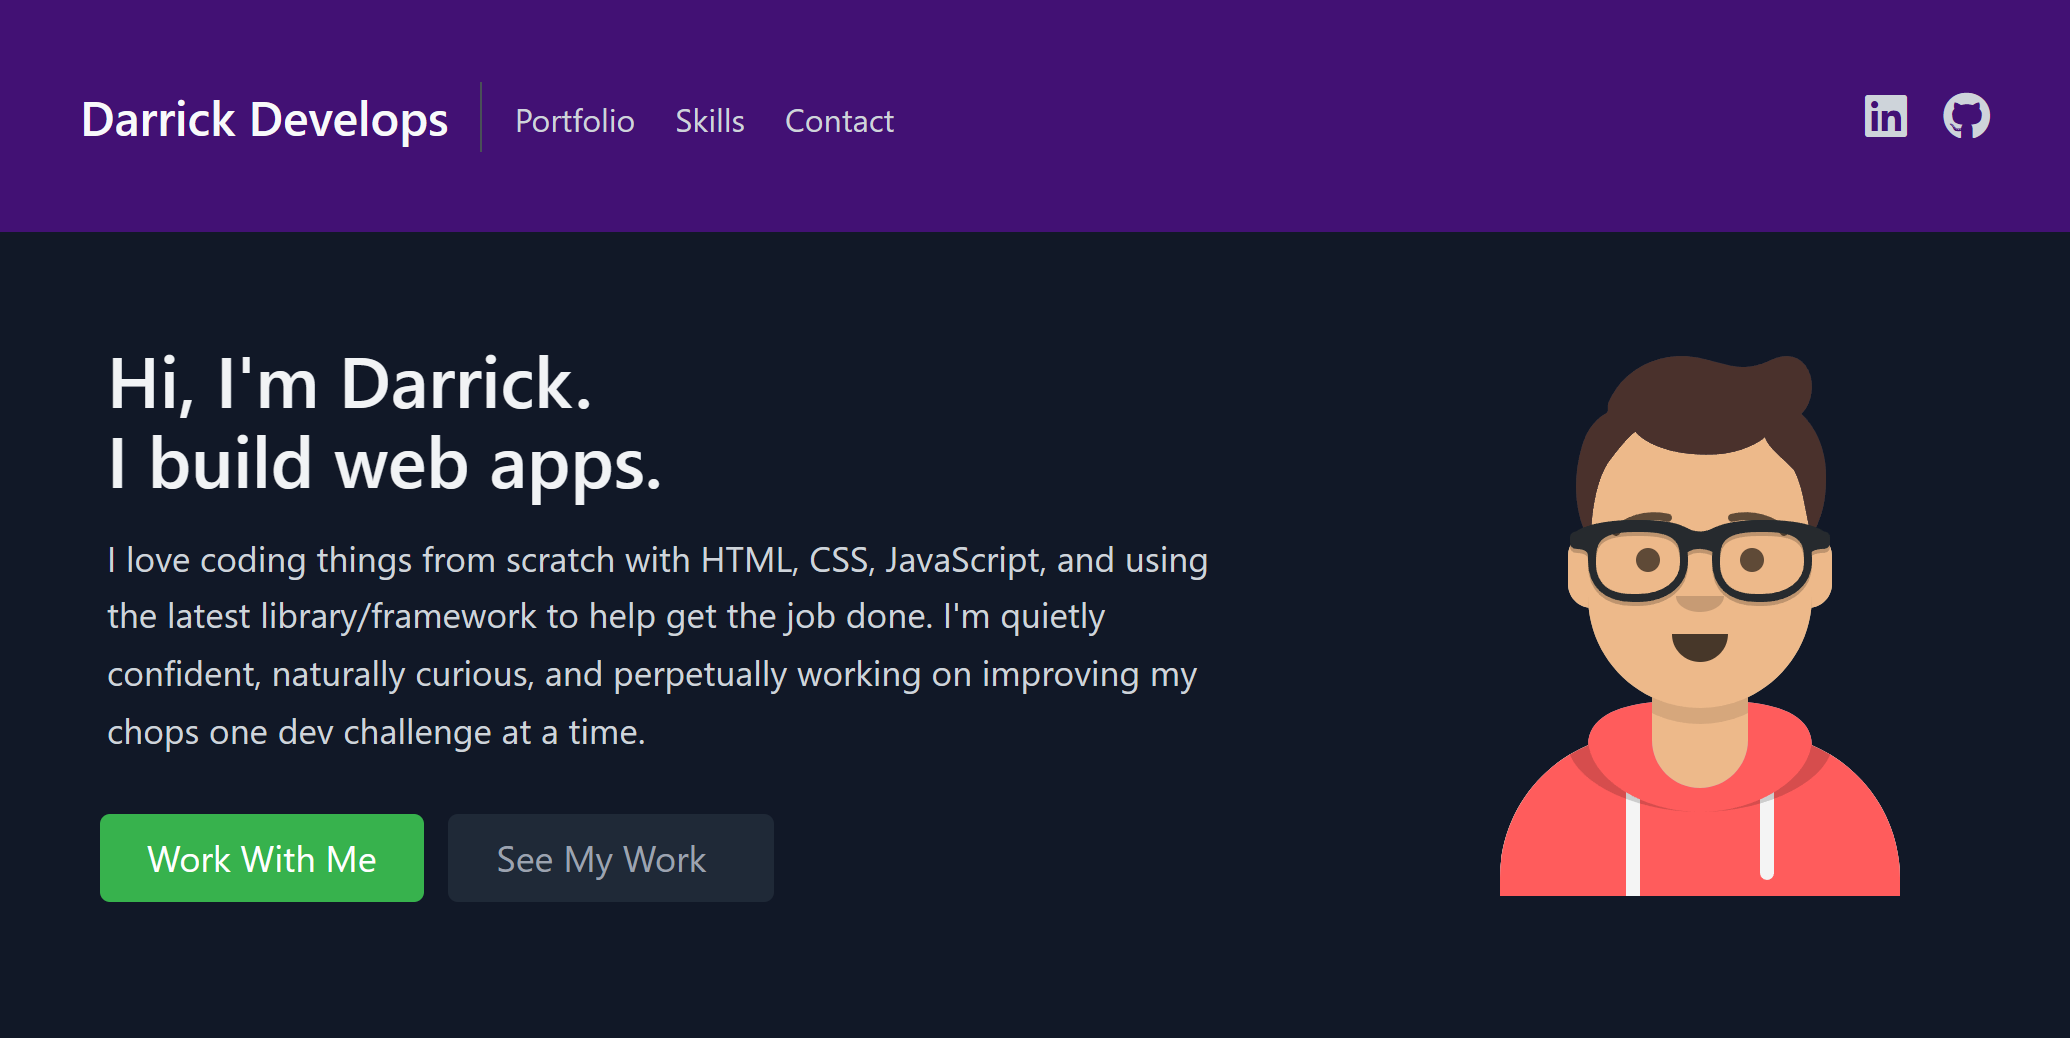 Darrick Develops
Portfolio
Skills
Contact
in
Hi, I'm Darrick.
I build web apps.
I love coding things from scratch with HTML, CSS, JavaScript, and using
the latest library/framework to help get the job done. I'm quietly
confident, naturally curious, and perpetually working on improving my
chops one dev challenge at a time.
Work With Me
See My Work